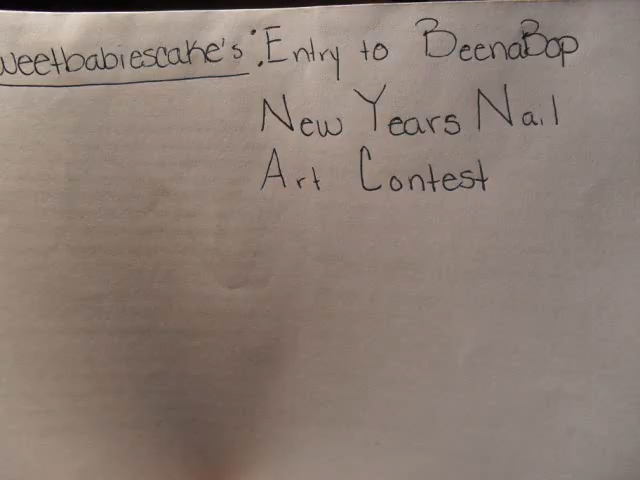 weetbabiescake's : Entry to BeenaBop
New Years Nail
Art Contest